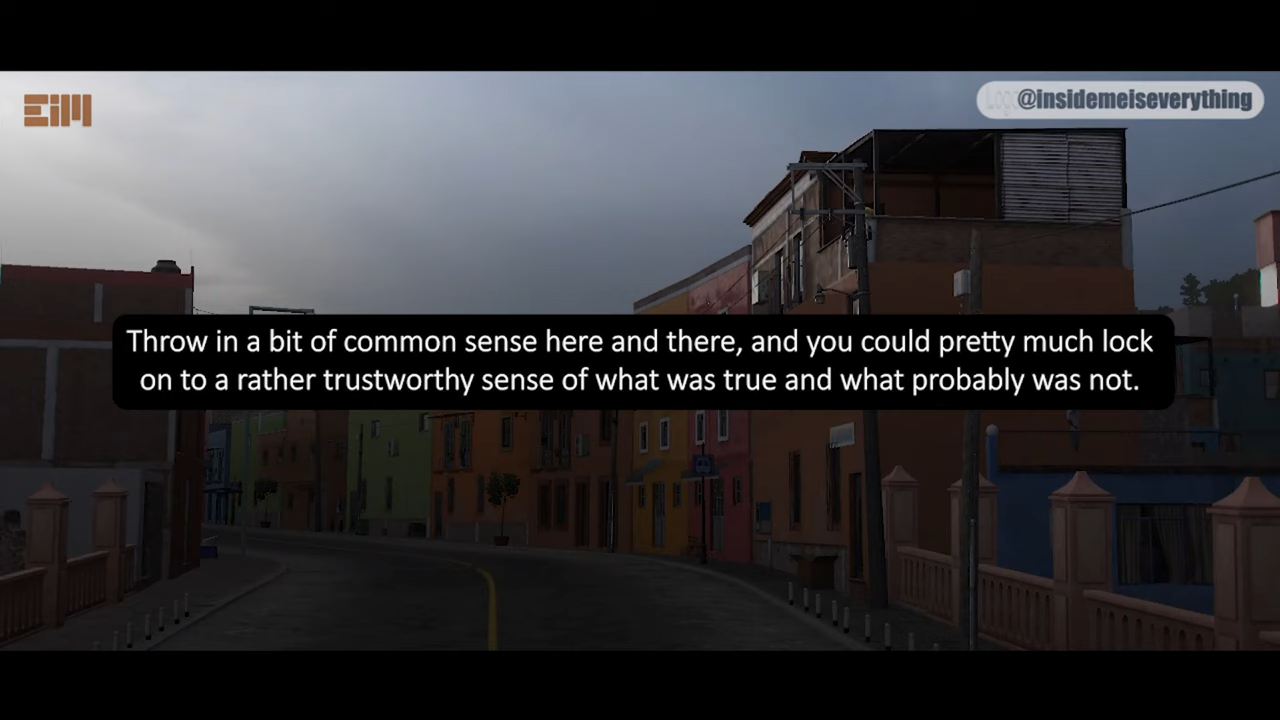 EiM
@insidemeiseverything
Throw in a bit of common sense here and there, and you could pretty much lock
on to a rather trustworthy sense of what was true and what probably was not.